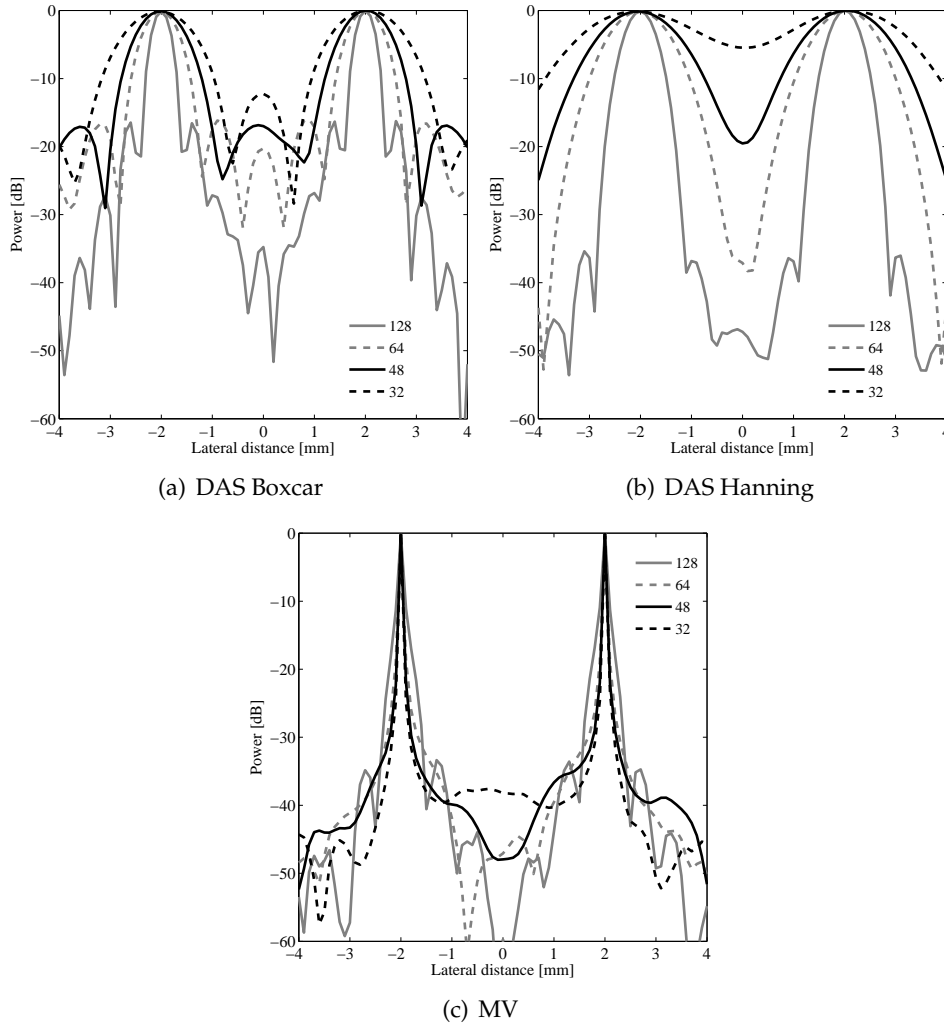 0
−10
−20
−30
−40
−50
−60
Power [dB]
−4 −3 −2 −1 0 1 2 3 4
Lateral distance [mm]
128
64
48
32
(a) DAS Boxcar
0
−10
−20
−30
−40
−50
−60
Power [dB]
−4 −3 −2 −1 0 1 2 3 4
Lateral distance [mm]
128
64
48
32
(b) DAS Hanning
0
−10
−20
−30
−40
−50
−60
Power [dB]
−4 −3 −2 −1 0 1 2 3 4
Lateral distance [mm]
128
64
48
32
(c) MV